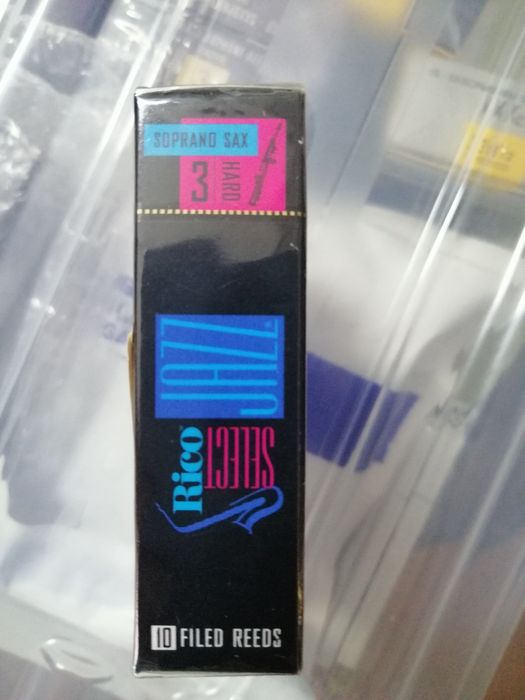 SOPRANO SAX
3 HARD
JAZZ
SELECT
Rico
10 FILED REEDS